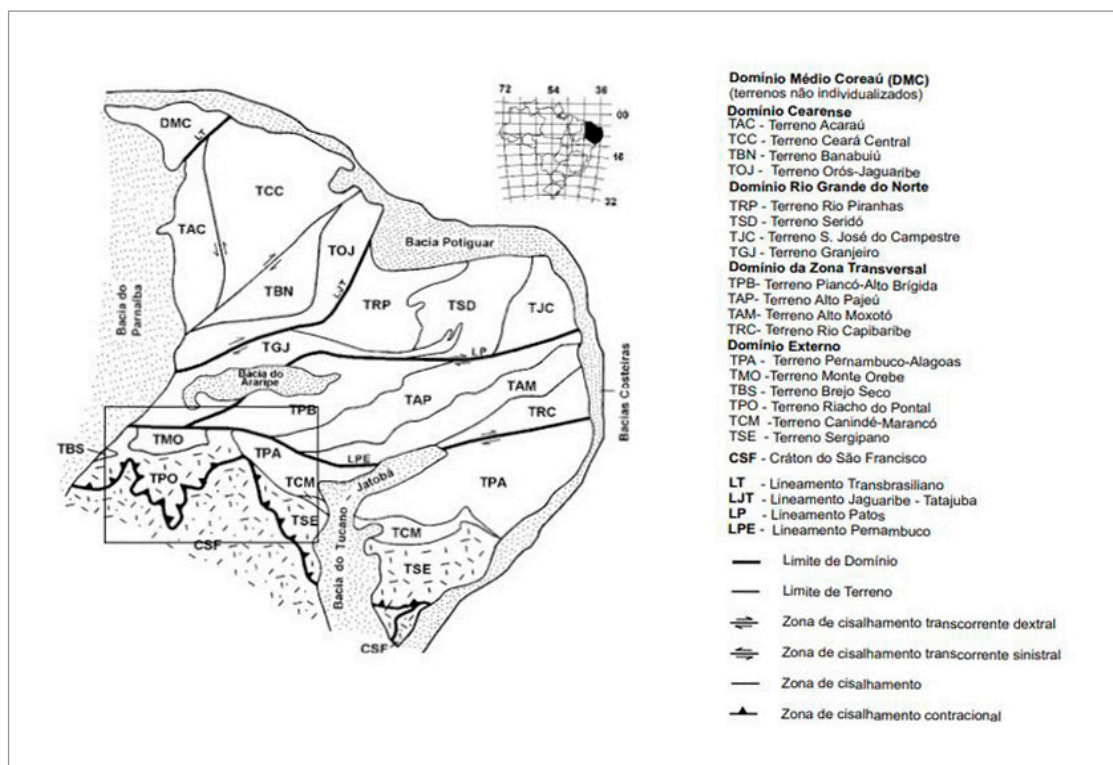 DMC
LT
TCC
TAC
TOJ
TBN
LJT
TRP
TSD
TJC
TGJ
LP
Bacia Potiguar
Bacia do
Parnaíba
Bacia do
Araripe
TPB
TAP
TAM
TRC
Bacias Costeiras
TBS
TMO
TPA
LPE
Jatobá
TPO
TCM
TPA
TSE
CSF
Bacia do Tucano
TCM
TSE
CSF
72 54 36
00
16
32
Domínio Médio Coreaú (DMC)
(terrenos não individualizados)
Domínio Cearense
TAC - Terreno Acaraú
TCC - Terreno Ceará Central
TBN - Terreno Banabuiú
TOJ - Terreno Orós-Jaguaribe
Domínio Rio Grande do Norte
TRP - Terreno Rio Piranhas
TSD - Terreno Seridó
TJC - Terreno S. José do Campestre
TGJ - Terreno Granjeiro
Domínio da Zona Transversal
TPB- Terreno Piancó-Alto Brígida
TAP- Terreno Alto Pajeú
TAM- Terreno Alto Moxotó
TRC- Terreno Rio Capibaribe
Domínio Externo
TPA - Terreno Pernambuco-Alagoas
TMO -Terreno Monte Orebe
TBS - Terreno Brejo Seco
TPO - Terreno Riacho do Pontal
TCM -Terreno Canindé-Marancó
TSE - Terreno Sergipano
CSF - Cráton do São Francisco
LT - Lineamento Transbrasiliano
LJT - Lineamento Jaguaribe - Tatajuba
LP - Lineamento Patos
LPE - Lineamento Pernambuco
Limite de Domínio
Limite de Terreno
Zona de cisalhamento transcorrente dextral
Zona de cisalhamento transcorrente sinistral
Zona de cisalhamento
Zona de cisalhamento contracional